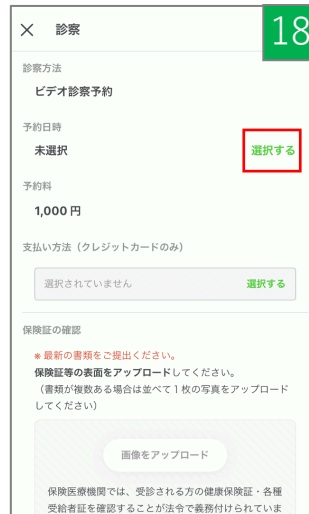 診察
18
診察方法
ビデオ診察予約
予約日時
未選択 選択する
予約料
1,000 円
支払い方法（クレジットカードのみ）
選択されていません 選択する
保険証の確認
※ 最新の書類をご提出ください。
保険証等の表面をアップロードしてください。
（書類が複数ある場合は並べて１枚の写真をアップロード
してください）
画像をアップロード
保険医療機関では、受診される方の健康保険証・各種
受給者証を確認することが法令で義務付けられていま